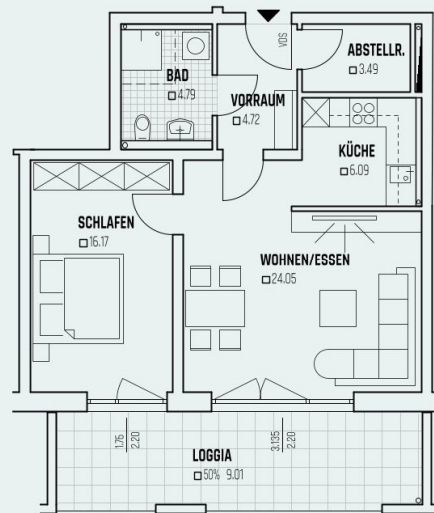 VDS
ABSTELLR.
□3.49
BAD
□4.79
VORRAUM
□4.72
KÜCHE
□6.09
SCHLAFEN
□16.17
WOHNEN/ESSEN
□24.05
1.76
2.20
3.135
2.20
LOGGIA
□50% 9.01